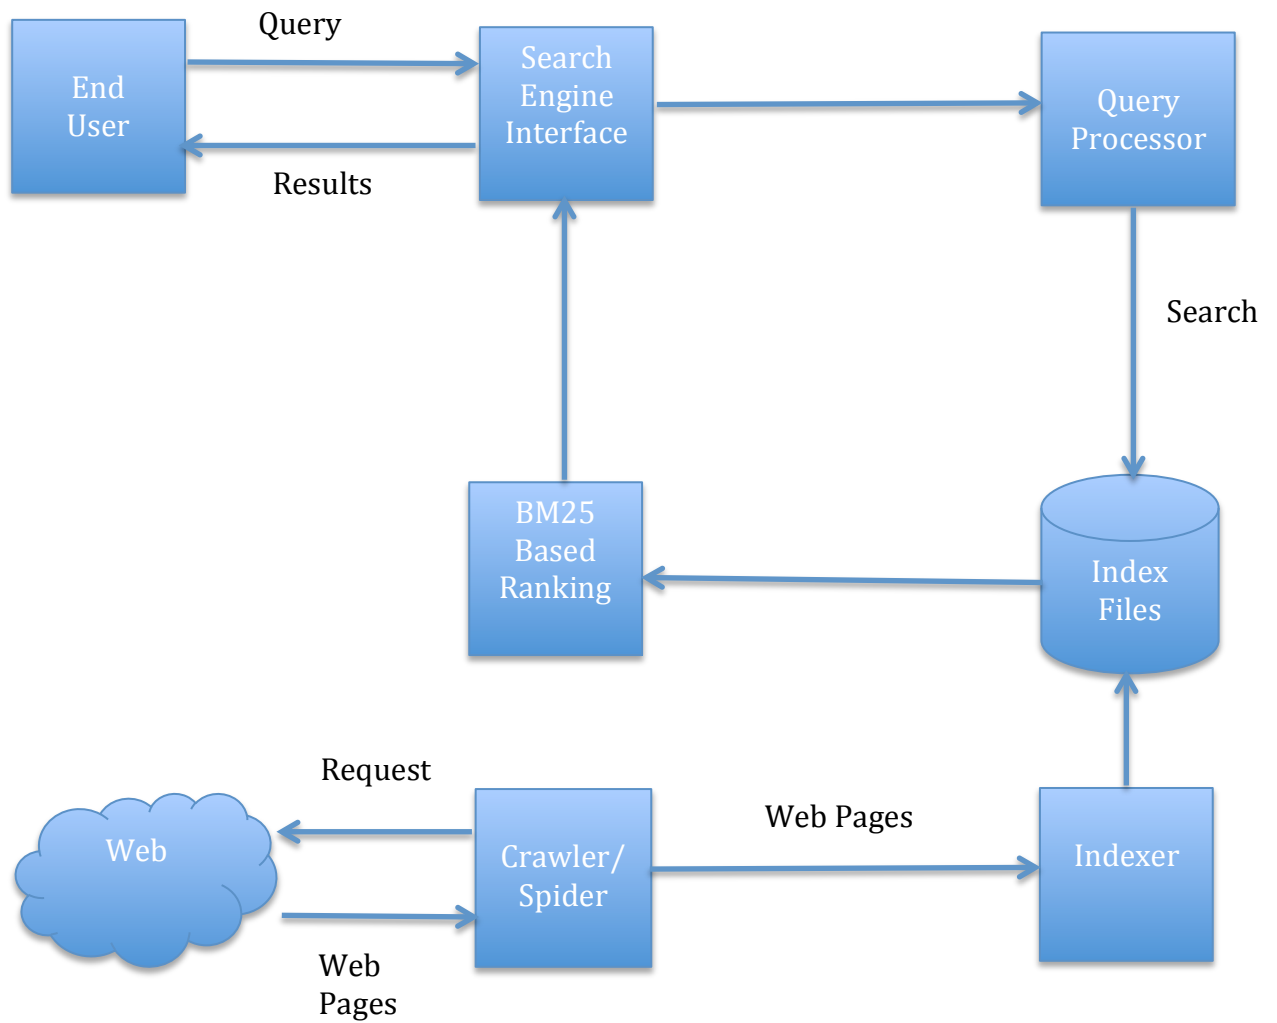 Query
End
User
Search
Engine
Interface
Query
Processor
Results
Search
BM25
Based
Ranking
Index
Files
Request
Web Pages
Web
Crawler/
Spider
Indexer
Web
Pages